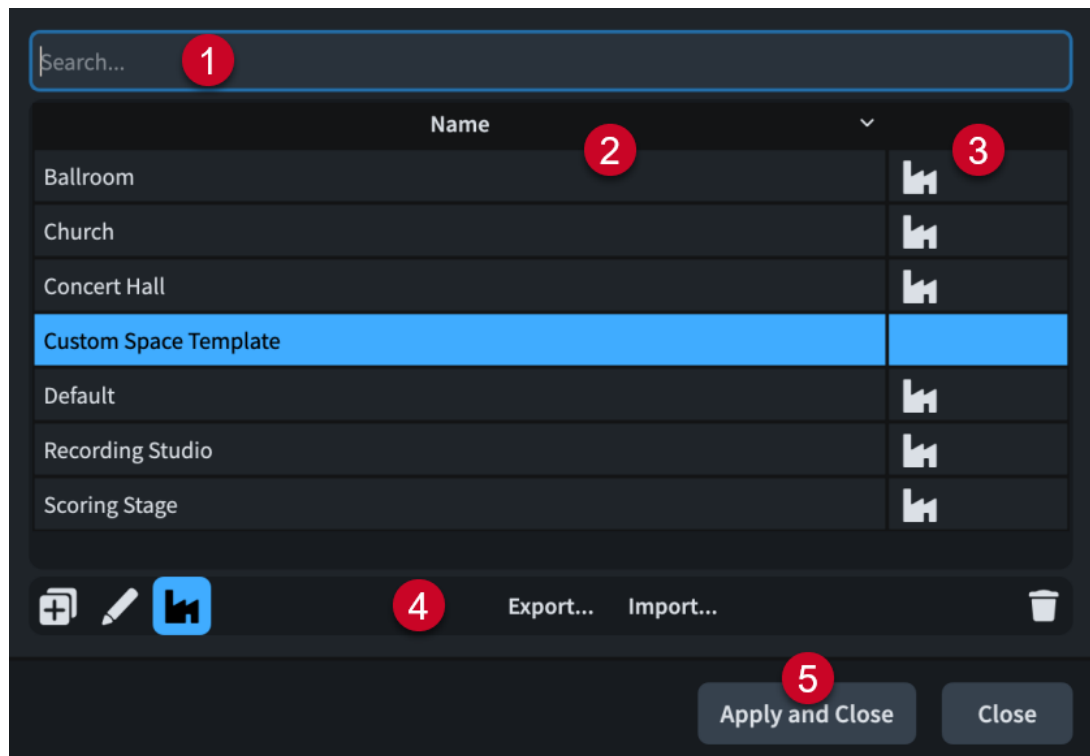 Search...
1
Name
2
3
Ballroom
Church
Concert Hall
Custom Space Template
Default
Recording Studio
Scoring Stage
4
Export... Import...
5
Apply and Close Close